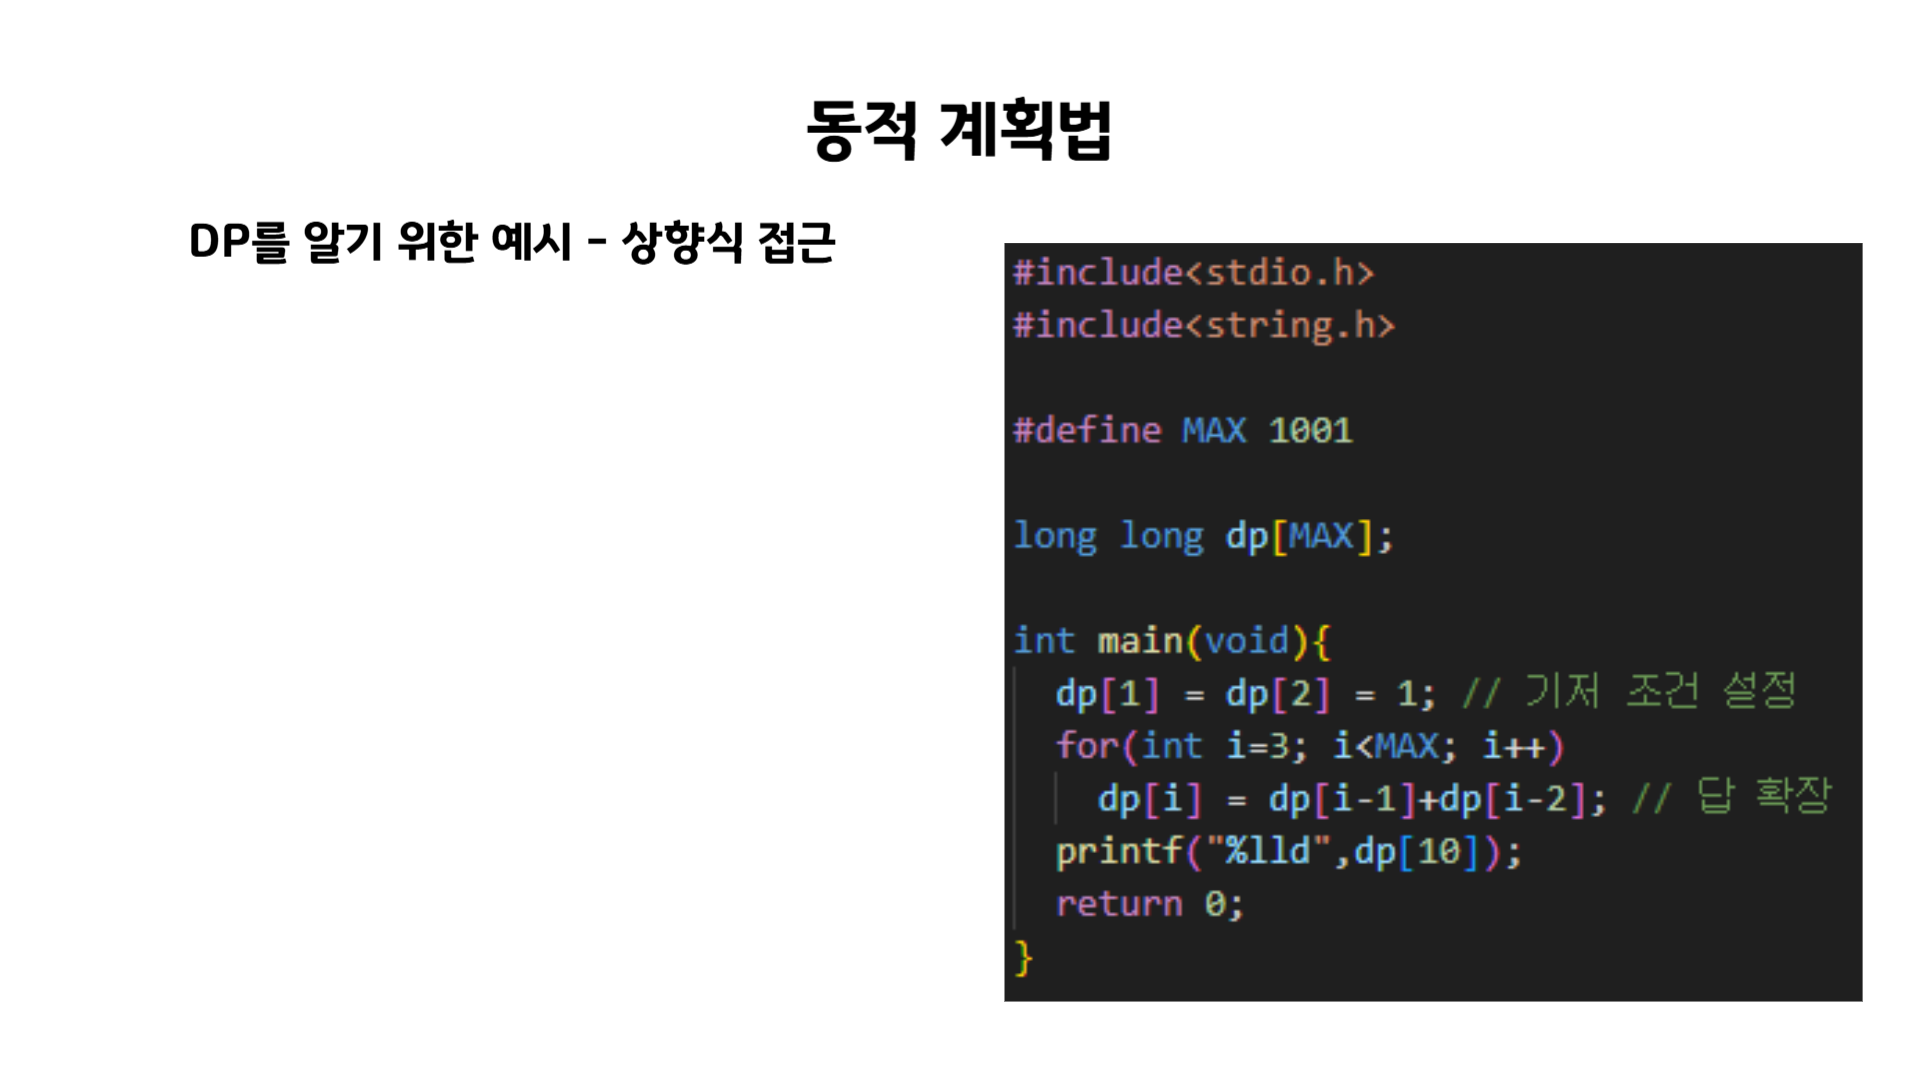 동적 계획법
DP를 알기 위한 예시 - 상향식 접근
#include<stdio.h>
#include<string.h>
#define MAX 1001
long long dp[MAX];
int main(void){
dp[1] = dp[2] = 1; // 기저 조건 설정
for(int i=3; i<MAX; i++)
dp[i] = dp[i-1]+dp[i-2]; // 답 확장
printf("%lld",dp[10]);
return 0;
}